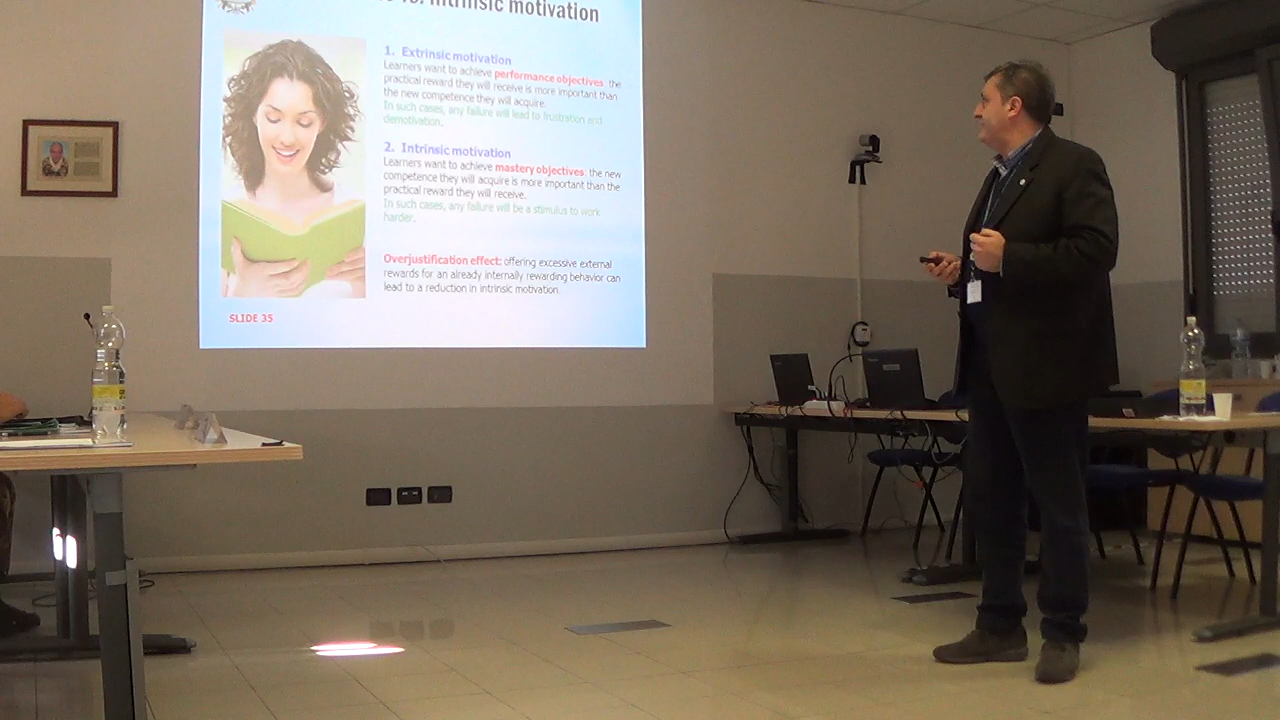 vs. intrinsic motivation
1. Extrinsic motivation
Learners want to achieve performance objectives: the
practical reward they will receive is more important than
the new competence they will acquire.
In such cases, any failure will lead to frustration and
demotivation.
2. Intrinsic motivation
Learners want to achieve mastery objectives: the new
competence they will acquire is more important than the
practical reward they will receive.
In such cases, any failure will be a stimulus to work
harder.
Overjustification effect: offering excessive external
rewards for an already internally rewarding behavior can
lead to a reduction in intrinsic motivation.
SLIDE 35